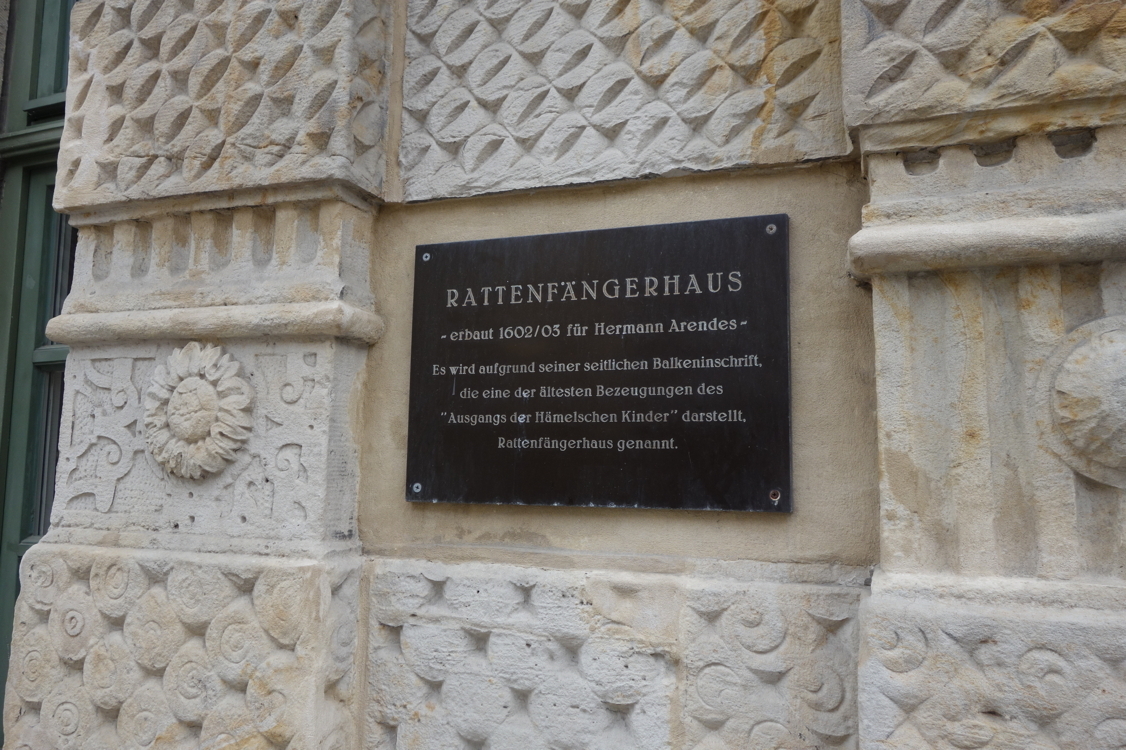 RATTENFÄNGERHAUS
- erbaut 1602/03 für Hermann Arendes -
Es wird aufgrund seiner seitlichen Balkeninschrift,
die eine der ältesten Bezeugungen des
"Ausgangs der Hämelschen Kinder" darstellt,
Rattenfängerhaus genannt.